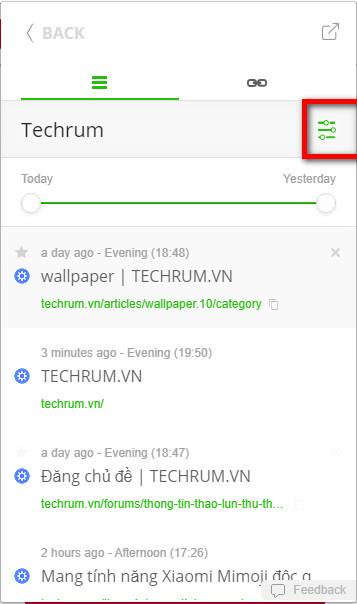 BACK
Techrum
Today Yesterday
a day ago - Evening (18:48)
wallpaper | TECHRUM.VN
techrum.vn/articles/wallpaper.10/category
3 minutes ago - Evening (19:50)
TECHRUM.VN
techrum.vn/
a day ago - Evening (18:47)
Đăng chủ đề | TECHRUM.VN
techrum.vn/forums/thong-tin-thao-lun-thu-th...
2 hours ago - Afternoon (17:26)
Mang tính năng Xiaomi Mimoji độc q
Feedback